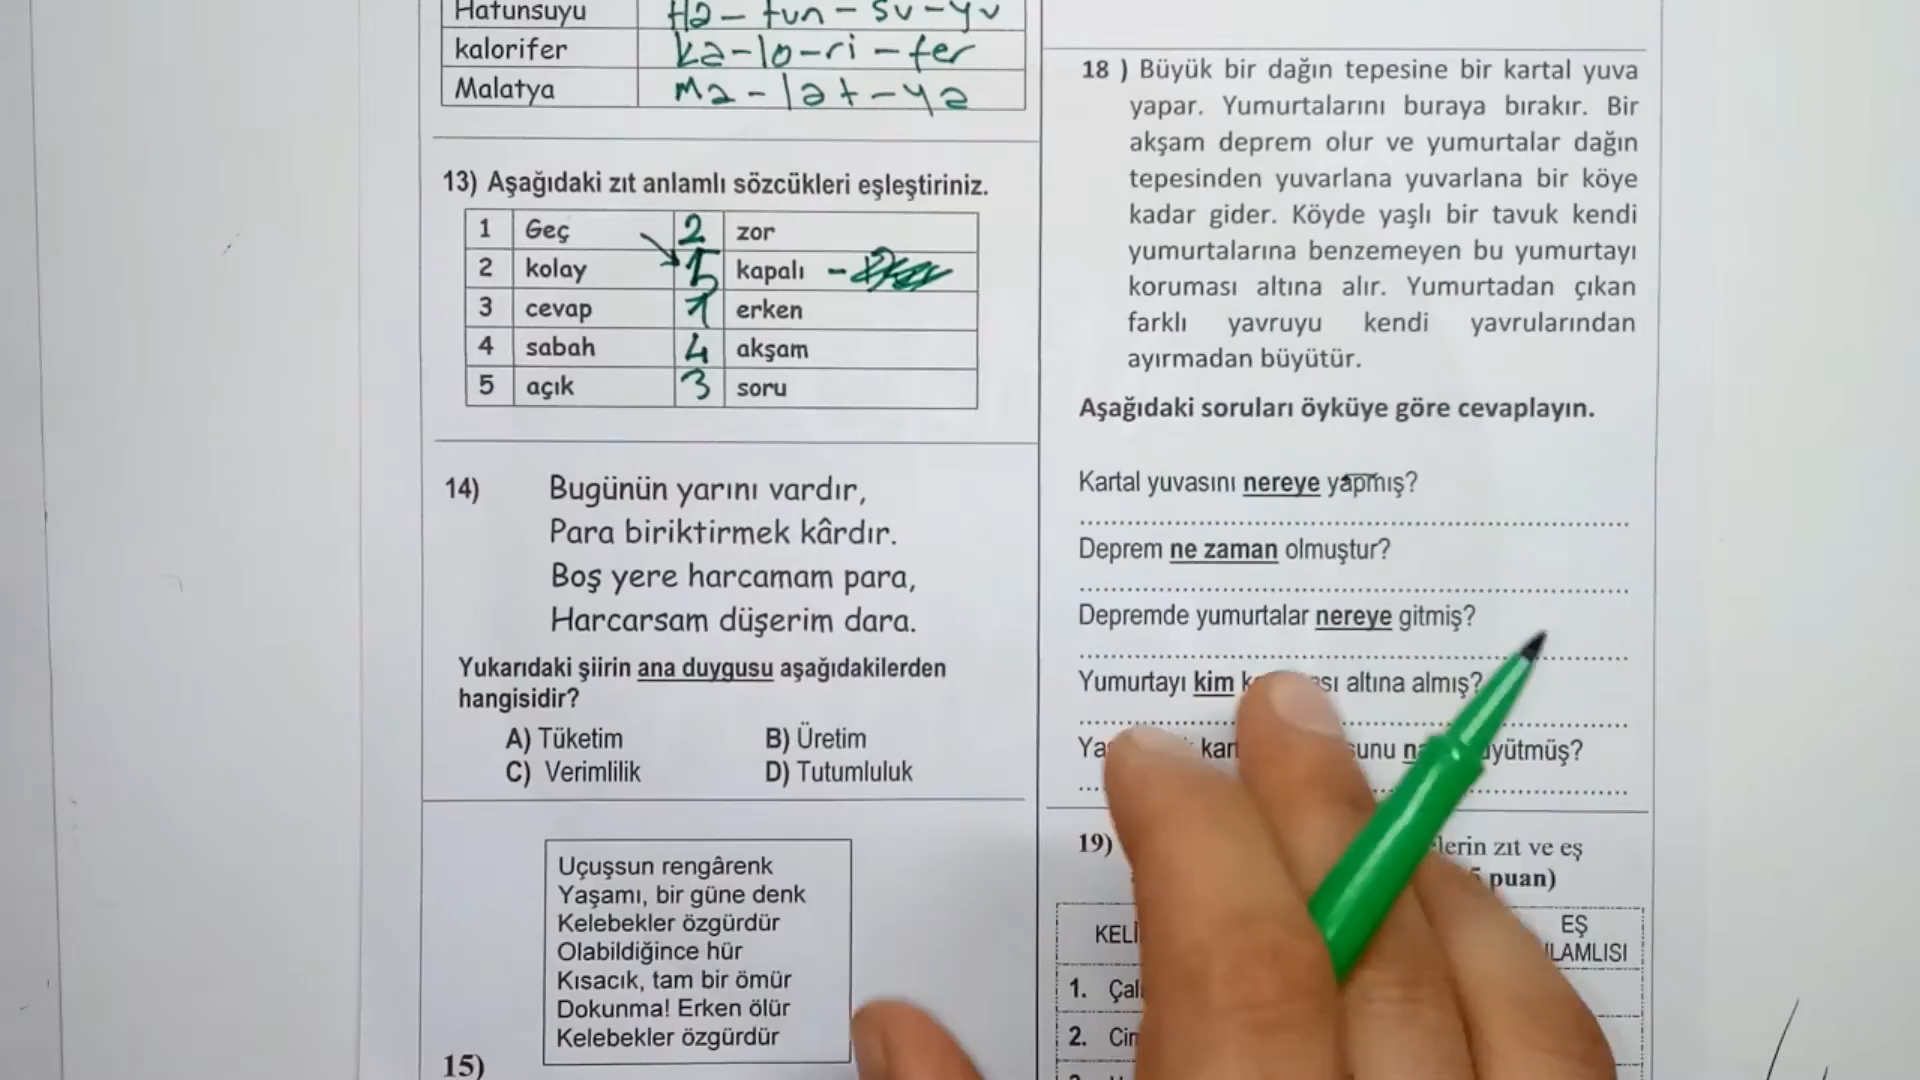 Hatunsuyu Ha - tun - su - yu
kalorifer ka - lo - ri - fer
Malatya Ma - lat - ya
13) Aşağıdaki zıt anlamlı sözcükleri eşleştiriniz.
1 Geç 2 zor
2 kolay 5 kapalı -
3 cevap 1 erken
4 sabah 4 akşam
5 açık 3 soru
14) Bugünün yarını vardır,
Para biriktirmek kârdır.
Boş yere harcamam para,
Harcarsam düşerim dara.
Yukarıdaki şiirin ana duygusu aşağıdakilerden
hangisidir?
A) Tüketim B) Üretim
C) Verimlilik D) Tutumluluk
Uçuşsun rengârenk
Yaşamı, bir güne denk
Kelebekler özgürdür
Olabildiğince hür
Kısacık, tam bir ömür
Dokunma! Erken ölür
Kelebekler özgürdür
15)
18 ) Büyük bir dağın tepesine bir kartal yuva
yapar. Yumurtalarını buraya bırakır. Bir
akşam deprem olur ve yumurtalar dağın
tepesinden yuvarlana yuvarlana bir köye
kadar gider. Köyde yaşlı bir tavuk kendi
yumurtalarına benzemeyen bu yumurtayı
koruması altına alır. Yumurtadan çıkan
farklı yavruyu kendi yavrularından
ayırmadan büyütür.
Aşağıdaki soruları öyküye göre cevaplayın.
Kartal yuvasını nereye yapmış?
Deprem ne zaman olmuştur?
Depremde yumurtalar nereye gitmiş?
Yumurtayı kim altına almış?
19) zıt ve eş
puan)
EŞ
1.
2.